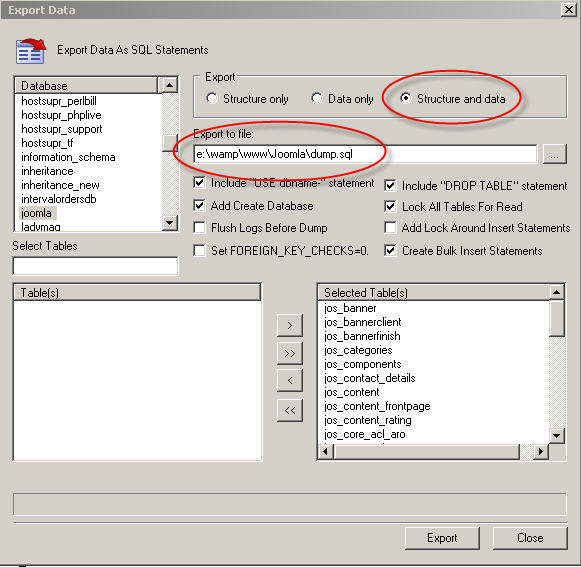 Export Data
Export Data As SQL Statements
Database
hostsupr_perlbill
hostsupr_phplive
hostsupr_support
hostsupr_tf
information_schema
inheritance
inheritance_new
intervalordersdb
joomla
ladymag
Export
Structure only
Data only
Structure and data
Export to file:
e:\wamp\www\Joomla\dump.sql
...
Include "USE dbname-" statement
Include "DROP TABLE" statement
Add Create Database
Lock All Tables For Read
Flush Logs Before Dump
Add Lock Around Insert Statements
Set FOREIGN_KEY_CHECKS=0.
Create Bulk Insert Statements
Select Tables
Table(s)
>
>>
<
<<
Selected Table(s)
jos_banner
jos_bannerclient
jos_bannerfinish
jos_categories
jos_components
jos_contact_details
jos_content
jos_content_frontpage
jos_content_rating
jos_core_acl_aro
Export
Close